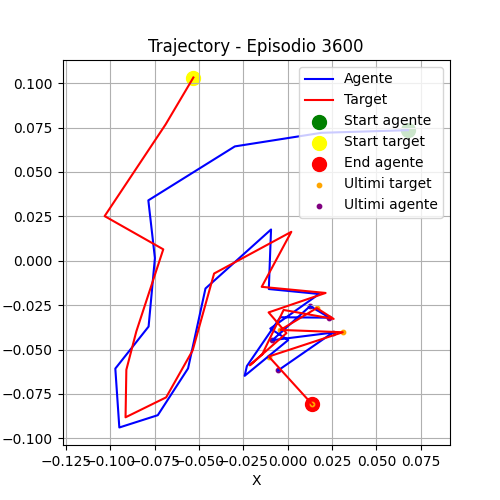 Trajectory - Episodio 3600
Agente
Target
Start agente
Start target
End agente
Ultimi target
Ultimi agente
0.100
0.075
0.050
0.025
0.000
−0.025
−0.050
−0.075
−0.100
−0.125 −0.100 −0.075 −0.050 −0.025 0.000 0.025 0.050 0.075
X